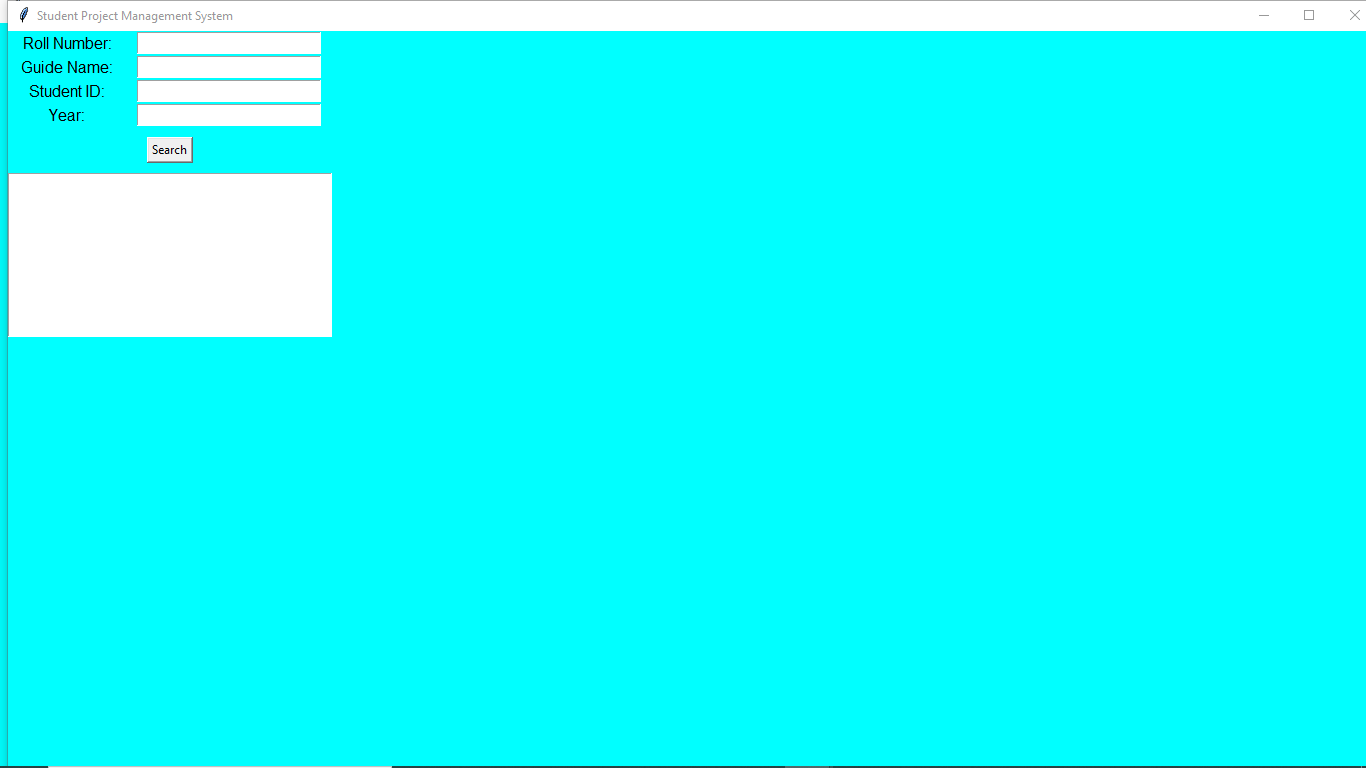 Student Project Management System
Roll Number:
Guide Name:
Student ID:
Year:
Search